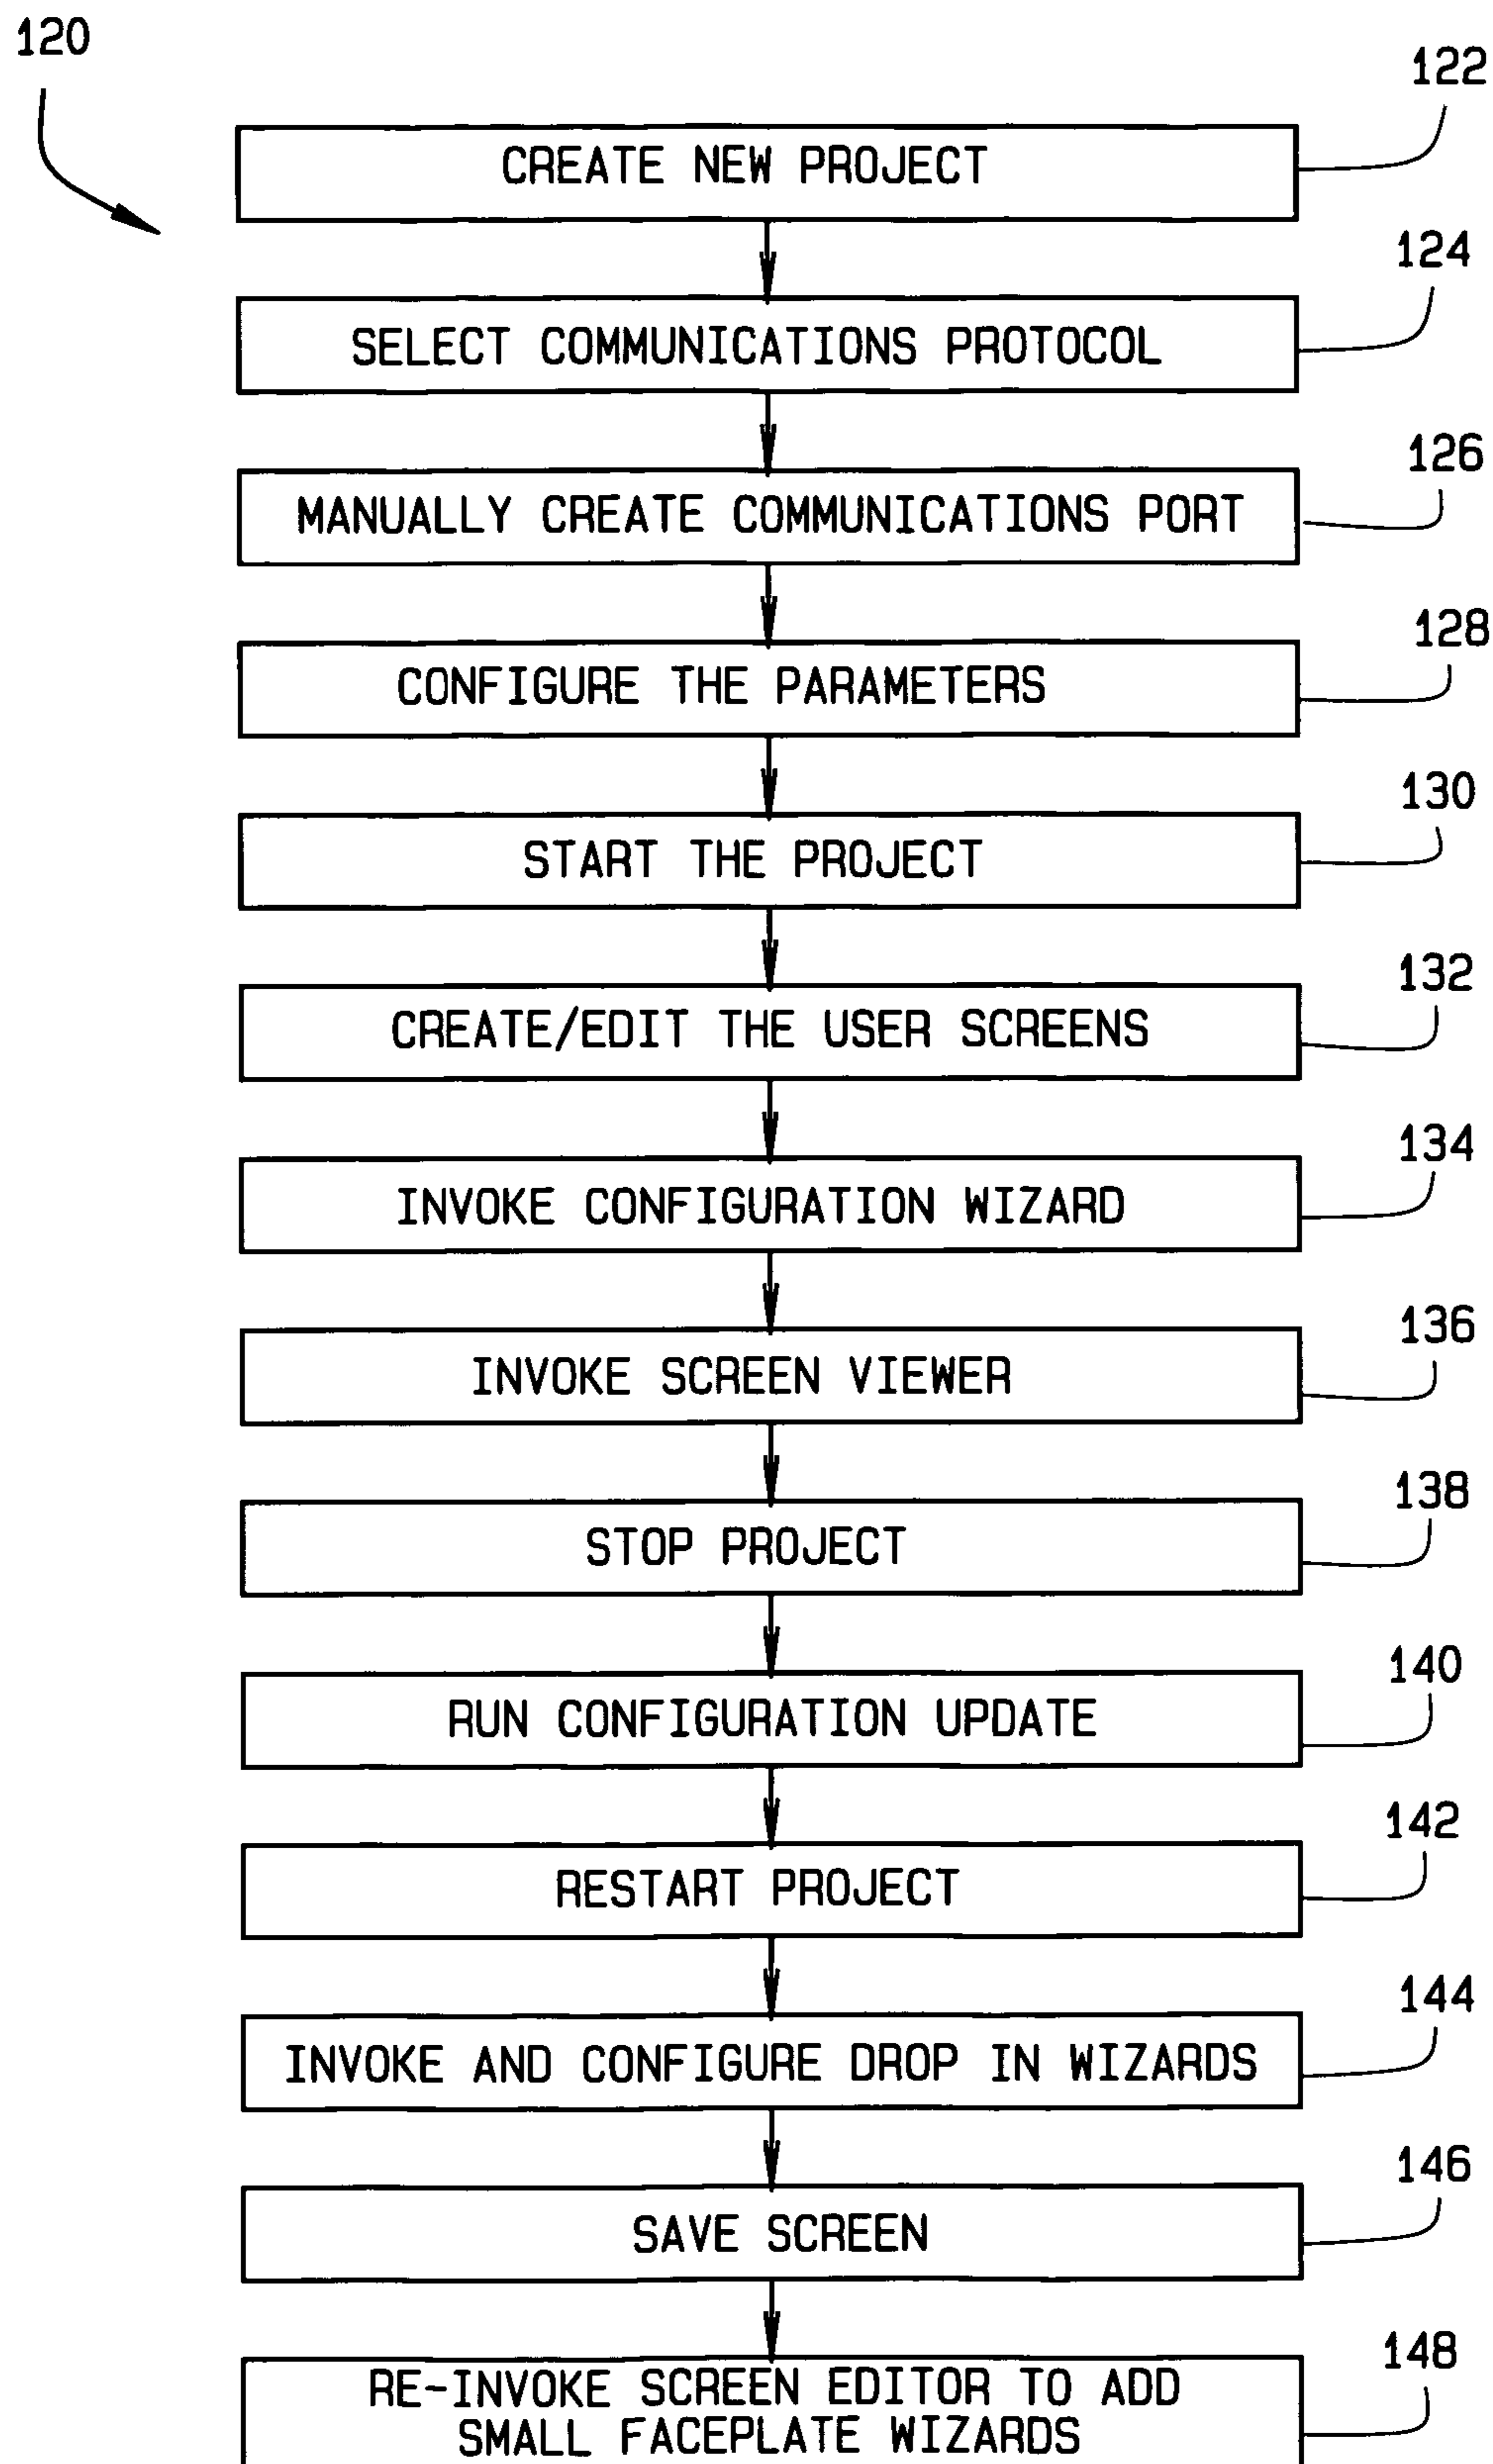 120
122
CREATE NEW PROJECT
124
SELECT COMMUNICATIONS PROTOCOL
126
MANUALLY CREATE COMMUNICATIONS PORT
128
CONFIGURE THE PARAMETERS
130
START THE PROJECT
132
CREATE/EDIT THE USER SCREENS
134
INVOKE CONFIGURATION WIZARD
136
INVOKE SCREEN VIEWER
138
STOP PROJECT
140
RUN CONFIGURATION UPDATE
142
RESTART PROJECT
144
INVOKE AND CONFIGURE DROP IN WIZARDS
146
SAVE SCREEN
148
RE-INVOKE SCREEN EDITOR TO ADD
SMALL FACEPLATE WIZARDS